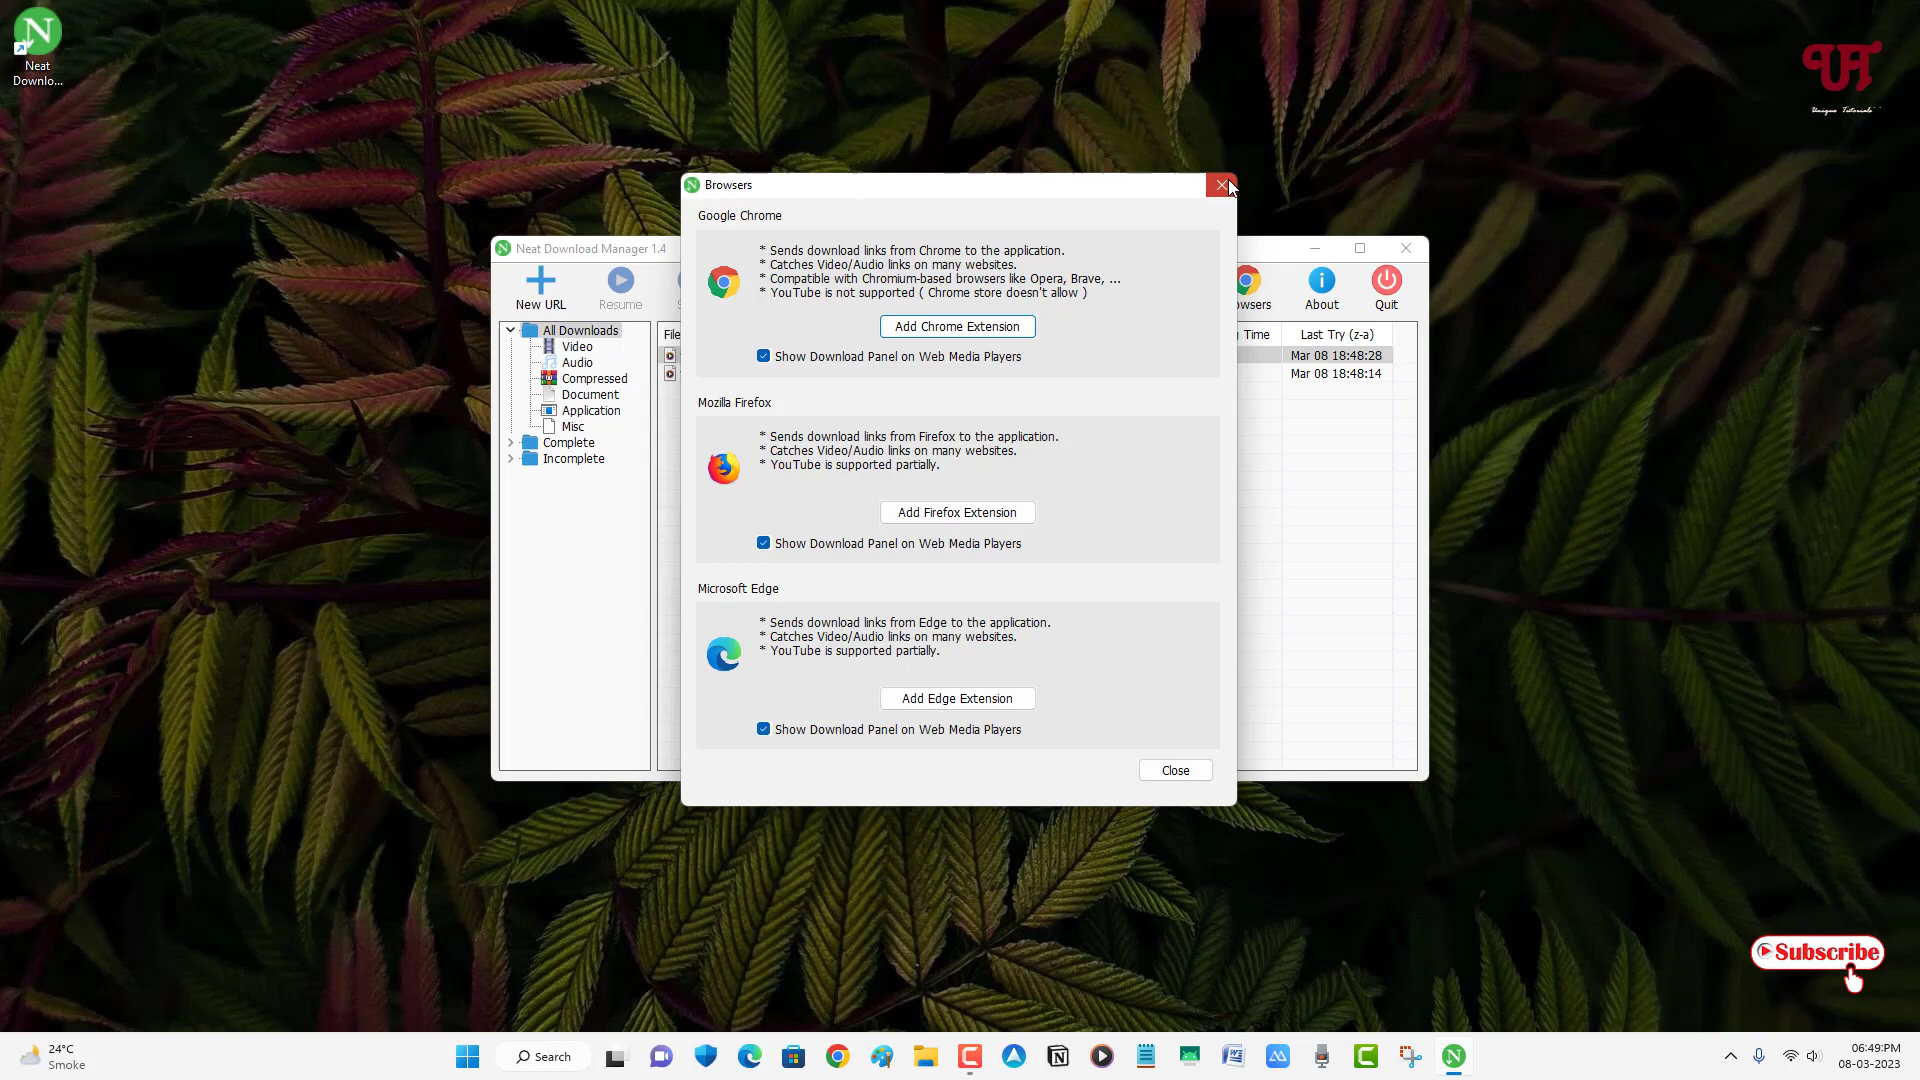 Neat
Downlo...
UT
Unique Tutorials
Browsers
Google Chrome
* Sends download links from Chrome to the application.
* Catches Video/Audio links on many websites.
* Compatible with Chromium-based browsers like Opera, Brave, ...
* YouTube is not supported ( Chrome store doesn't allow )
Add Chrome Extension
Show Download Panel on Web Media Players
Mozilla Firefox
* Sends download links from Firefox to the application.
* Catches Video/Audio links on many websites.
* YouTube is supported partially.
Add Firefox Extension
Show Download Panel on Web Media Players
Microsoft Edge
* Sends download links from Edge to the application.
* Catches Video/Audio links on many websites.
* YouTube is supported partially.
Add Edge Extension
Show Download Panel on Web Media Players
Close
Neat Download Manager 1.4
New URL
Resume
owsers
About
Quit
All Downloads
Video
Audio
Compressed
Document
Application
Misc
Complete
Incomplete
File
Time
Last Try (z-a)
Mar 08 18:48:28
Mar 08 18:48:14
Subscribe
24°C
Smoke
Search
06:49:PM
08-03-2023